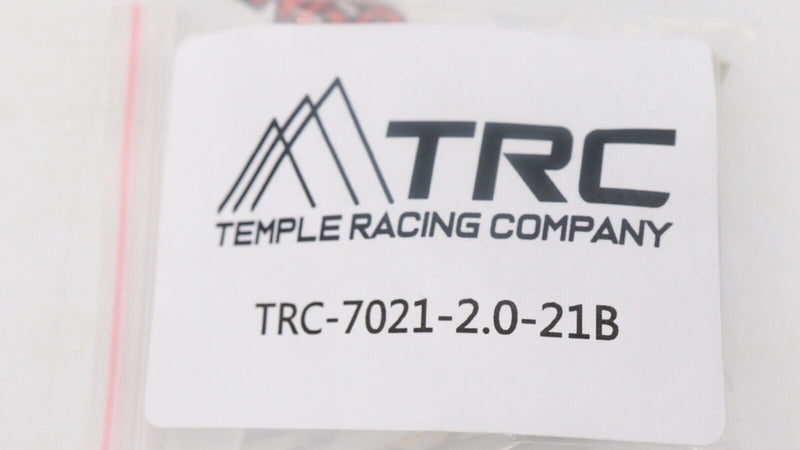 TRC
TEMPLE RACING COMPANY
TRC-7021-2.0-21B